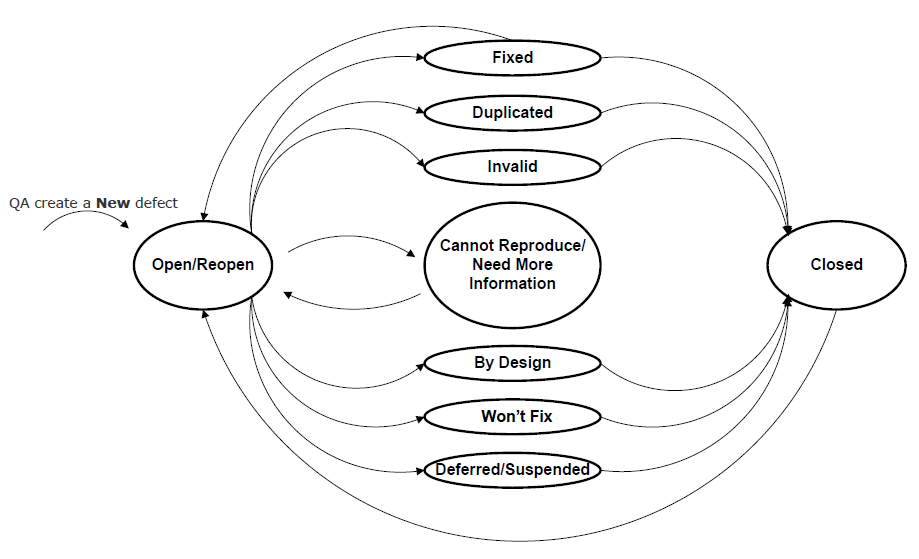 Fixed
Duplicated
Invalid
QA create a New defect
Open/Reopen
Cannot Reproduce/
Need More
Information
Closed
By Design
Won't Fix
Deferred/Suspended